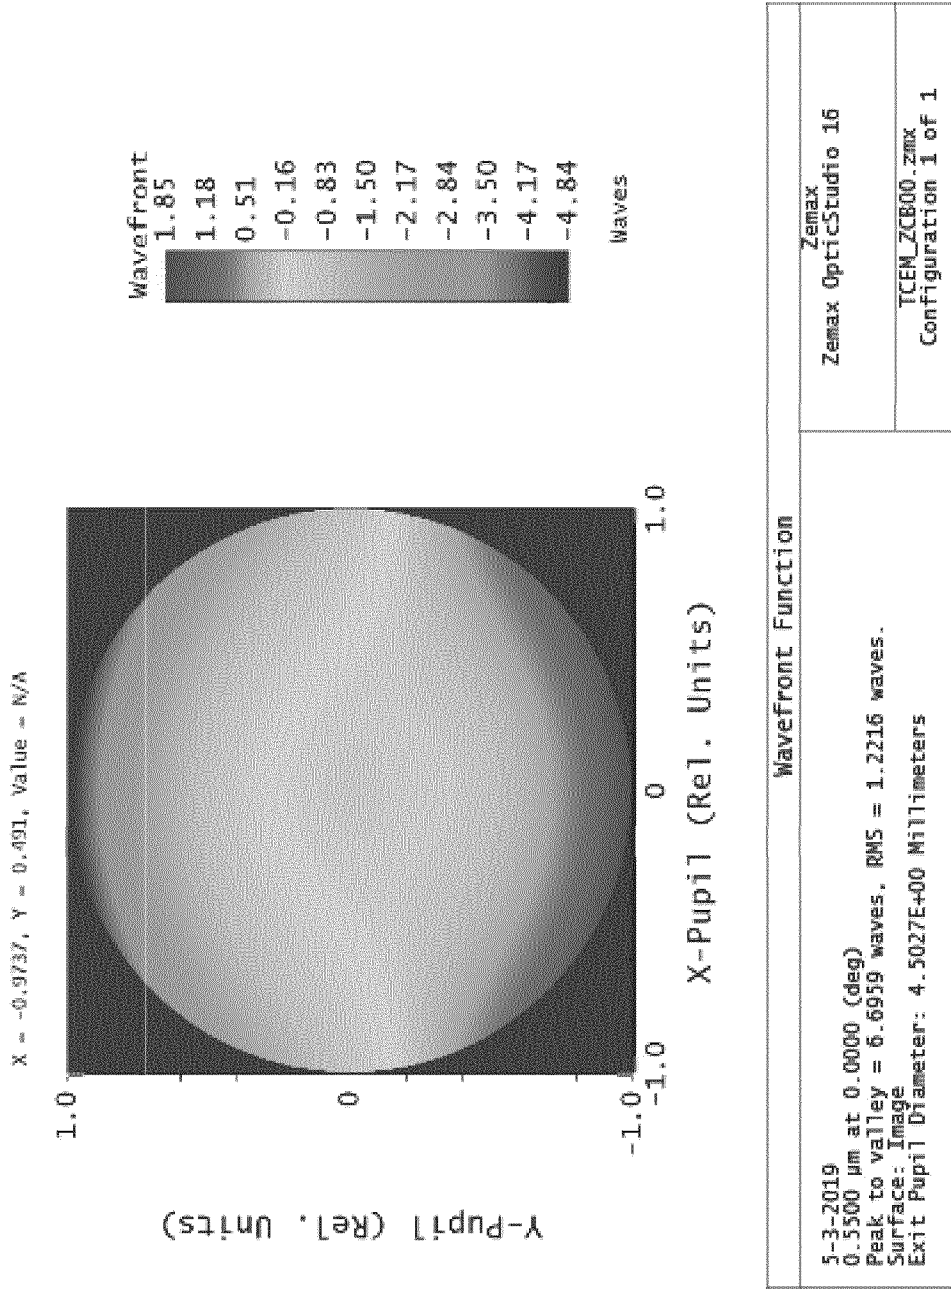 X = -0.9737, Y = 0.491, Value = N/A
Wavefront
1.85
1.18
0.51
-0.16
-0.83
-1.50
-2.17
-2.84
-3.50
-4.17
-4.84
Waves
Y-Pupil (Rel. Units)
1.0
0
-1.0
-1.0
0
1.0
X-Pupil (Rel. Units)
Wavefront Function
5-3-2019
0.5500 µm at 0.0000 (deg)
Peak to valley = 6.6959 waves, RMS = 1.2216 waves.
Surface: Image
Exit Pupil Diameter: 4.5027E+00 Millimeters
Zemax
Zemax OpticStudio 16
TCEM_ZCB00.zmx
Configuration 1 of 1